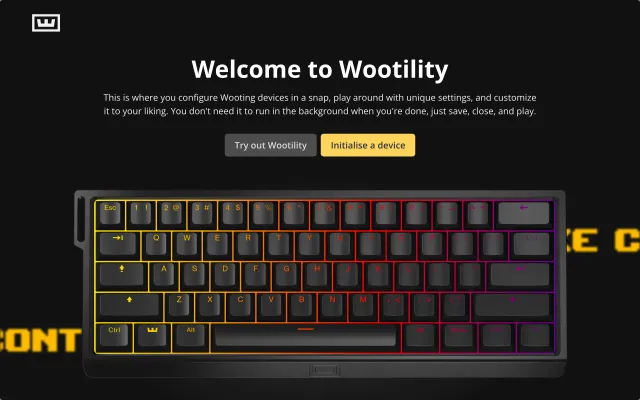 Welcome to Wootility
This is where you configure Wooting devices in a snap, play around with unique settings, and customize
it to your liking. You don't need it to run in the background when you're done, just save, close, and play.
Try out Wootility
Initialise a device
Esc 1 ! 2 @ 3 # 4 $ 5
Q W E R T Y
KE C
A S D F G H
Z X C V B N M
CONT
Ctrl Alt